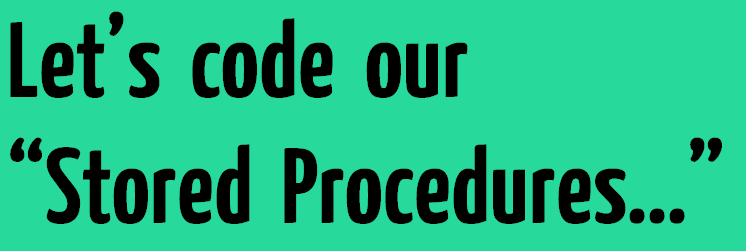 Let’s code our
“Stored Procedures...”